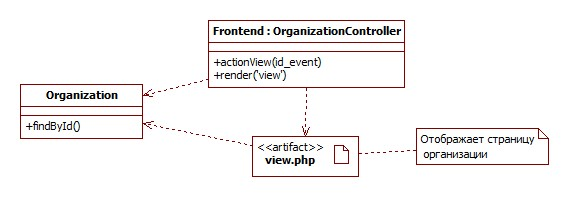 Frontend : OrganizationController
+actionView(id_event)
+render('view')
Organization
+findById()
<<artifact>>
view.php
Отображает страницу
организации